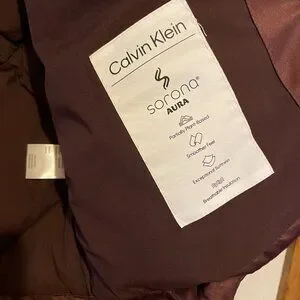 Calvin Klein
sorona®
AURA
Partially Plant-Based
Smoother Feel
Exceptional Softness
Breathable Insulation